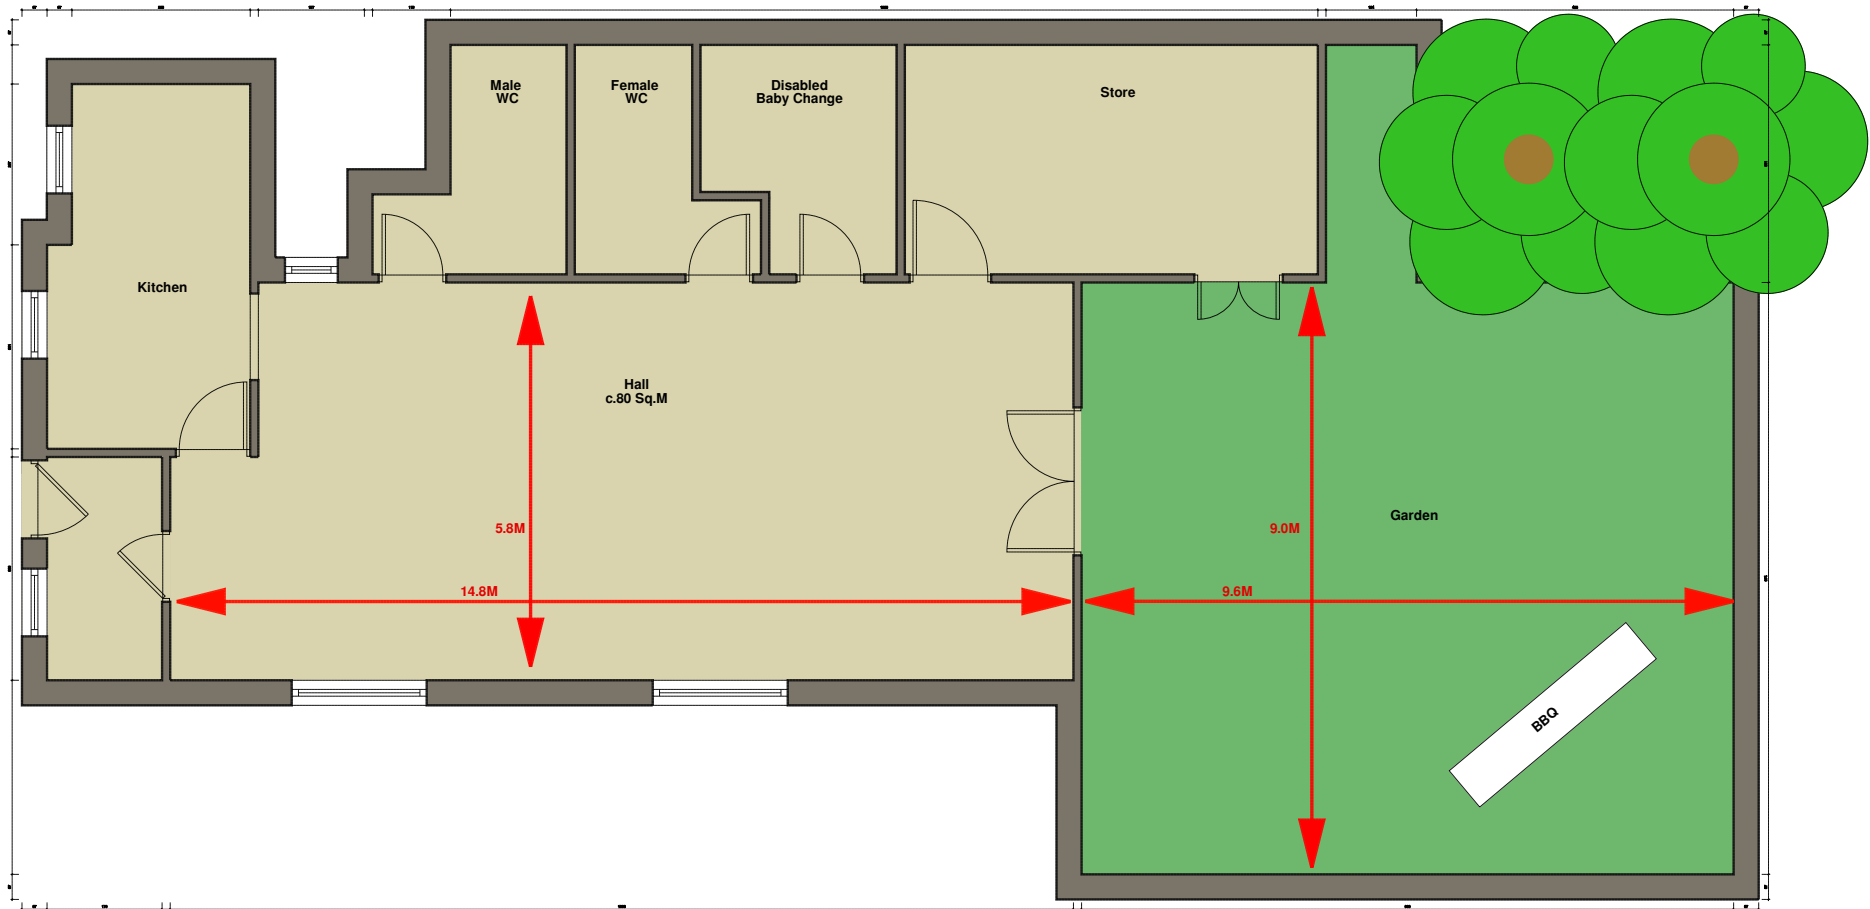 Male
WC
Female
WC
Disabled
Baby Change
Store
Kitchen
Hall
c.80 Sq.M
5.8M
9.0M
Garden
14.8M
9.6M
BBQ